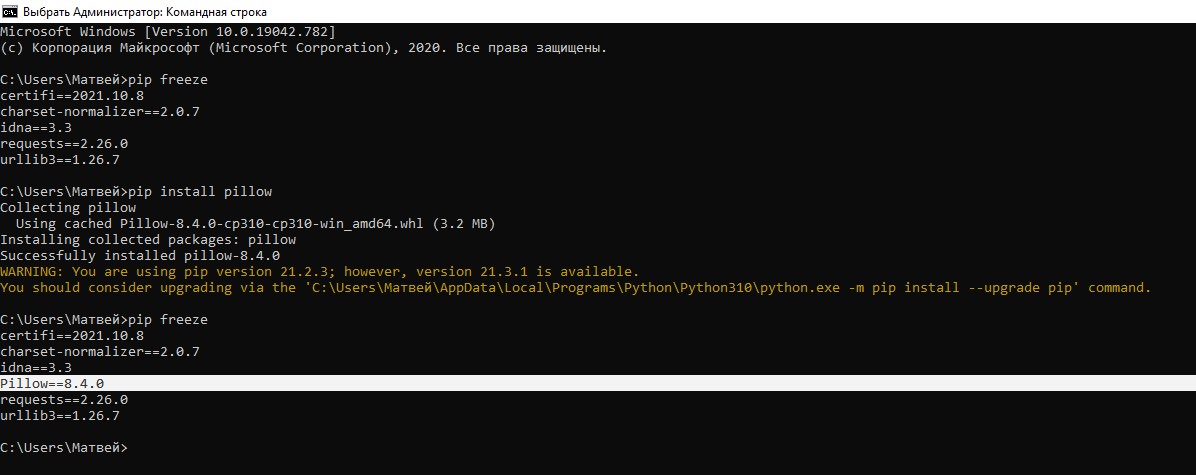 Выбрать Администратор: Командная строка
Microsoft Windows [Version 10.0.19042.782]
(c) Корпорация Майкрософт (Microsoft Corporation), 2020. Все права защищены.
C:\Users\Матвей>pip freeze
certifi==2021.10.8
charset-normalizer==2.0.7
idna==3.3
requests==2.26.0
urllib3==1.26.7
C:\Users\Матвей>pip install pillow
Collecting pillow
  Using cached Pillow-8.4.0-cp310-cp310-win_amd64.whl (3.2 MB)
Installing collected packages: pillow
Successfully installed pillow-8.4.0
WARNING: You are using pip version 21.2.3; however, version 21.3.1 is available.
You should consider upgrading via the 'C:\Users\Матвей\AppData\Local\Programs\Python\Python310\python.exe -m pip install --upgrade pip' command.
C:\Users\Матвей>pip freeze
certifi==2021.10.8
charset-normalizer==2.0.7
idna==3.3
Pillow==8.4.0
requests==2.26.0
urllib3==1.26.7
C:\Users\Матвей>